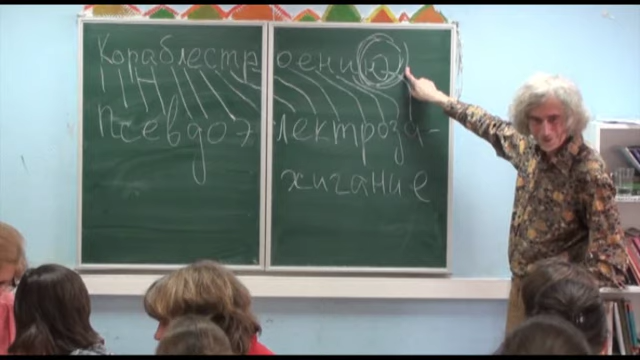 Кораблестроению
Псевдоэлектроза-
жигание